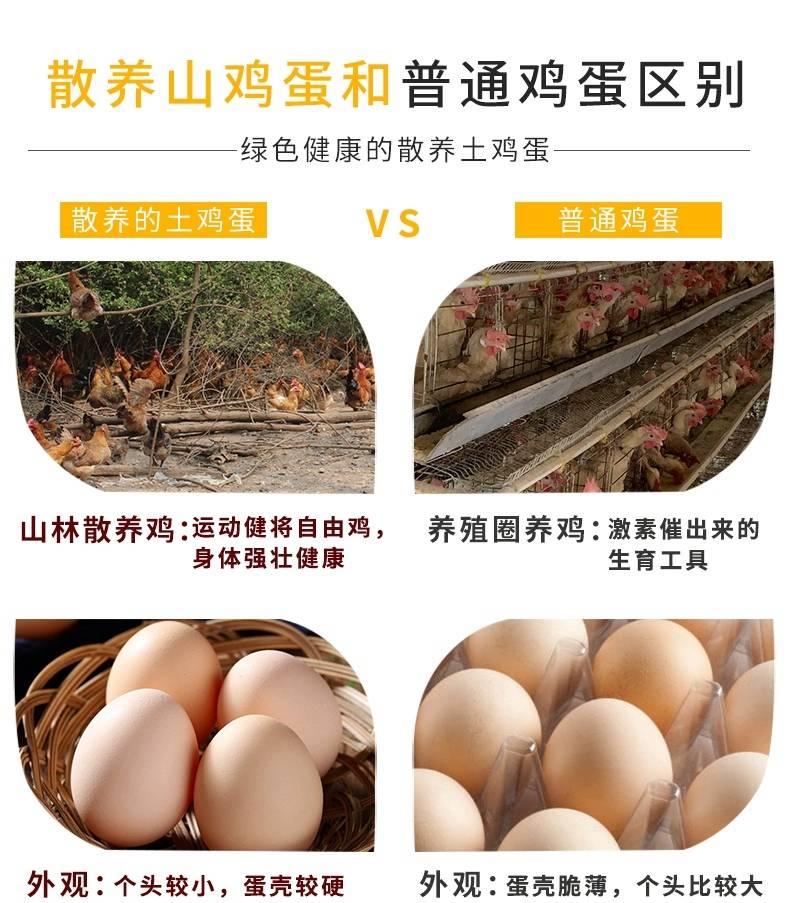 散养山鸡蛋和普通鸡蛋区别
绿色健康的散养土鸡蛋
散养的土鸡蛋 VS 普通鸡蛋
山林散养鸡：运动健将自由鸡，
身体强壮健康
养殖圈养鸡：激素催出来的
生育工具
外观：个头较小，蛋壳较硬
外观：蛋壳脆薄，个头比较大